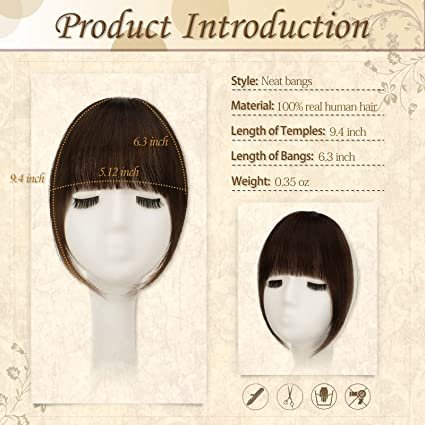 Product Introduction
Style: Neat bangs
Material: 100% real human hair
Length of Temples: 9.4 inch
Length of Bangs: 6.3 inch
Weight: 0.35 oz
6.3 inch
5.12 inch
9.4 inch